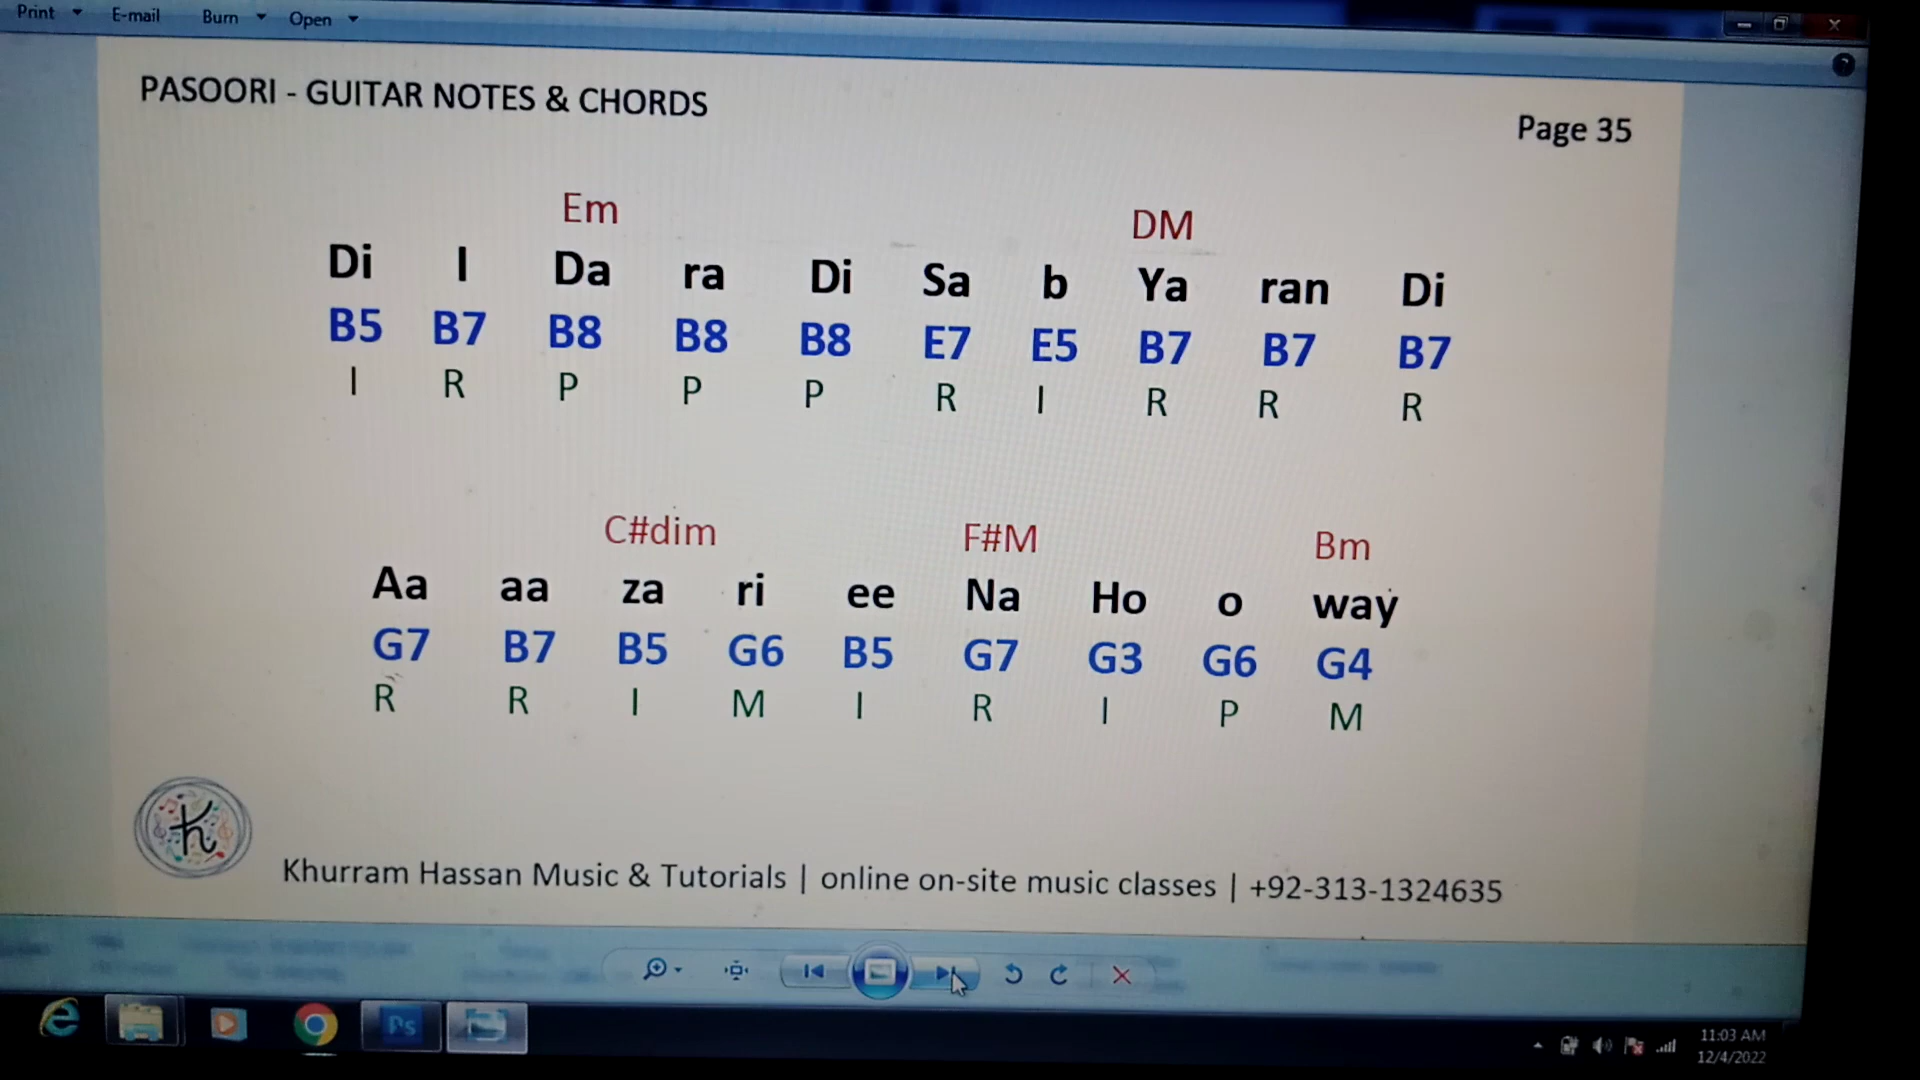 Print E-mail Burn Open
PASOORI - GUITAR NOTES & CHORDS
Page 35
Em DM
Di l Da ra Di Sa b Ya ran Di
B5 B7 B8 B8 B8 E7 E5 B7 B7 B7
I R P P P R I R R R
C#dim F#M Bm
Aa aa za ri ee Na Ho o way
G7 B7 B5 G6 B5 G7 G3 G6 G4
R R I M I R I P M
K
Khurram Hassan Music & Tutorials | online on-site music classes | +92-313-1324635
Ps
11:03 AM
12/4/2022